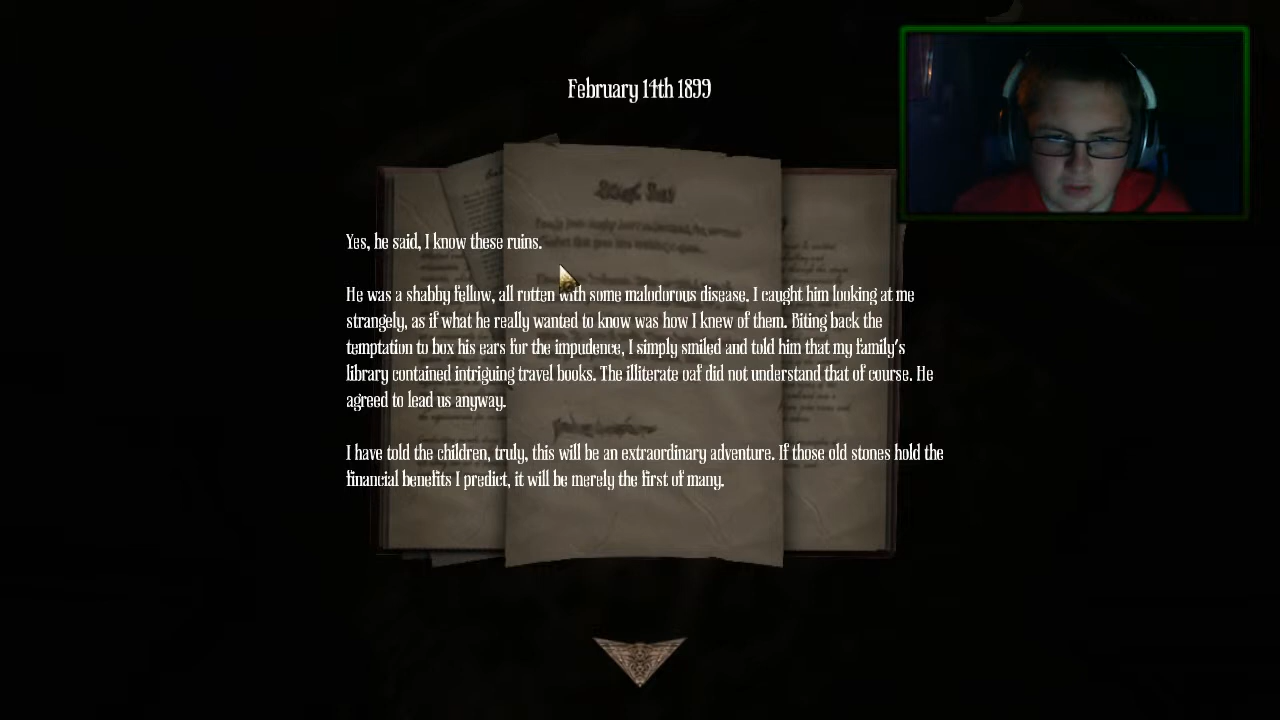 February 14th 1899
Yes, he said, I know these ruins.
He was a shabby fellow, all rotten with some malodorous disease. I caught him looking at me
strangely, as if what he really wanted to know was how I knew of them. Biting back the
temptation to box his ears for the impudence, I simply smiled and told him that my family's
library contained intriguing travel books. The illiterate oaf did not understand that of course. He
agreed to lead us anyway.
I have told the children, truly, this will be an extraordinary adventure. If those old stones hold the
financial benefits I predict, it will be merely the first of many.